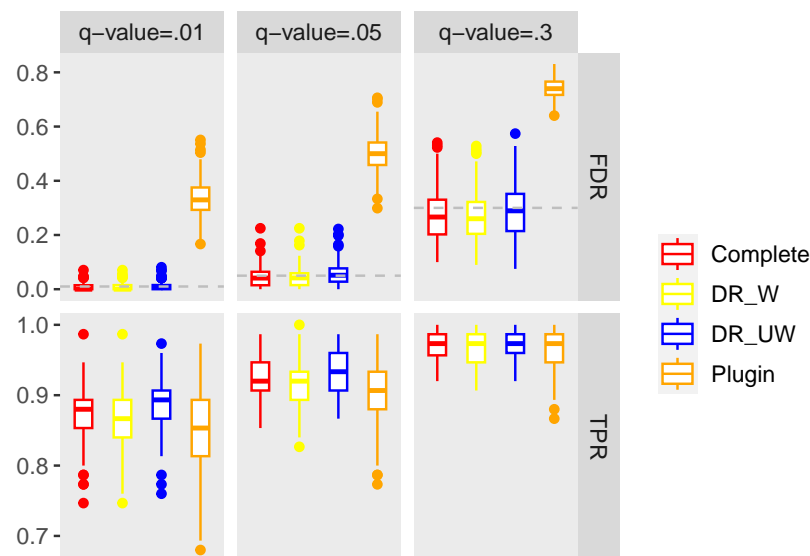 q-value=.01 q-value=.05 q-value=.3
0.8
0.6
0.4
0.2
0.0
FDR
1.0
0.9
0.8
0.7
TPR
Complete
DR_W
DR_UW
Plugin